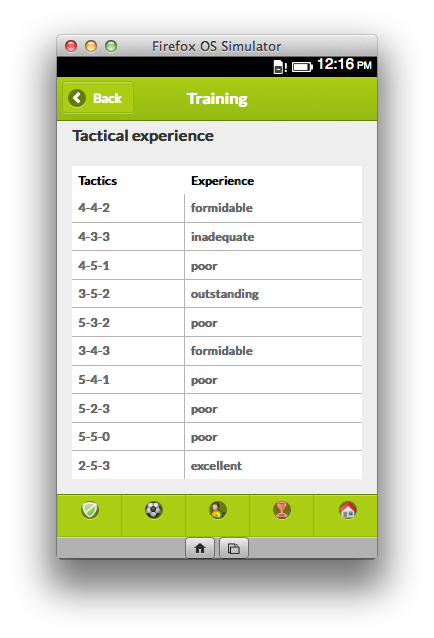 Firefox OS Simulator
! 12:16 PM
Back Training
Tactical experience
Tactics Experience
4-4-2 formidable
4-3-3 inadequate
4-5-1 poor
3-5-2 outstanding
5-3-2 poor
3-4-3 formidable
5-4-1 poor
5-2-3 poor
5-5-0 poor
2-5-3 excellent